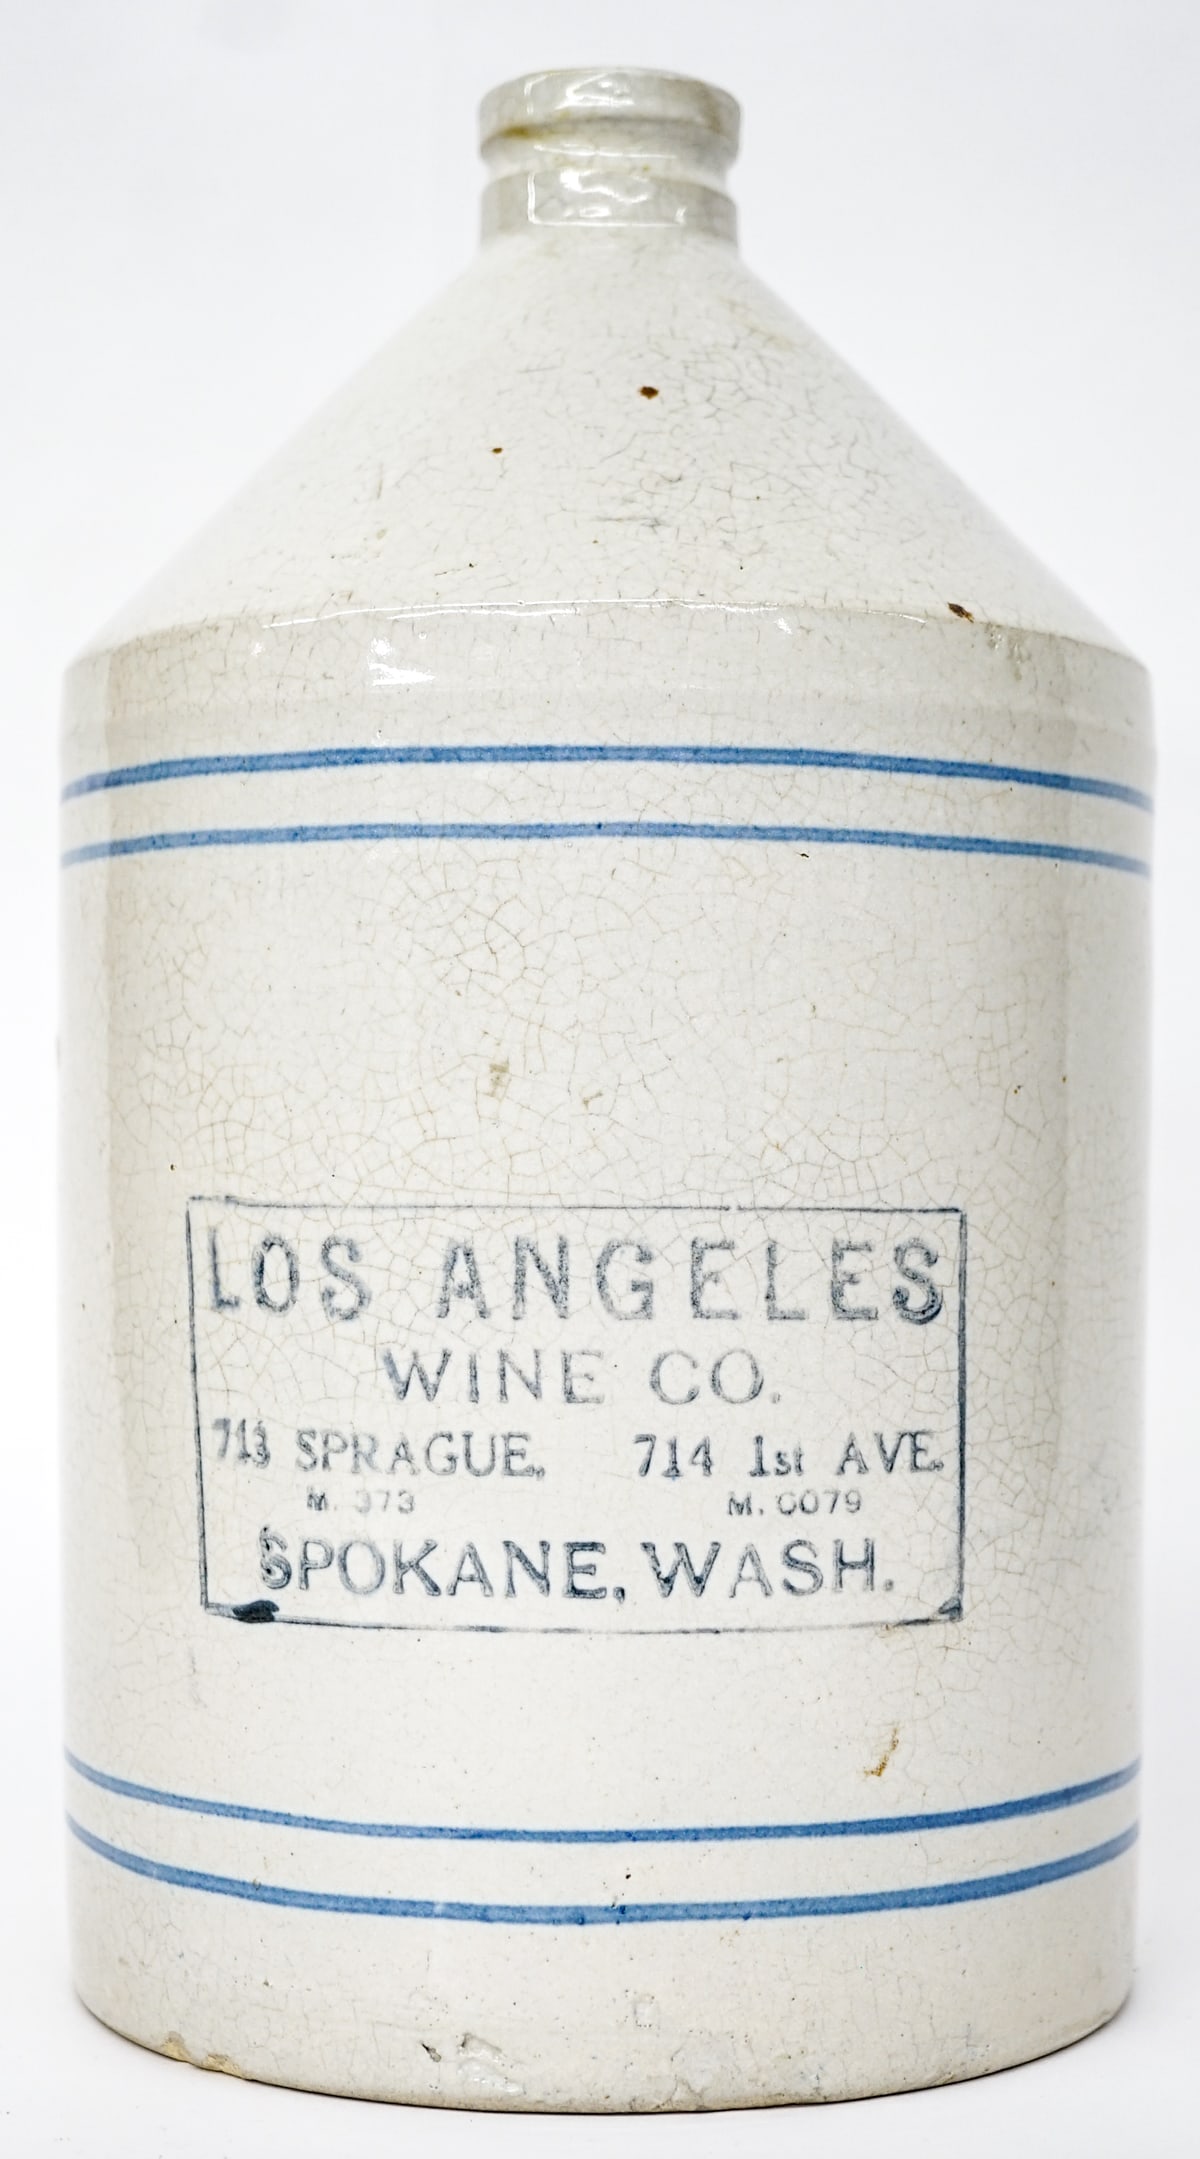 LOS ANGELES
WINE CO.
713 SPRAGUE. 714 1st AVE.
M. 373 M. 6079
SPOKANE, WASH.